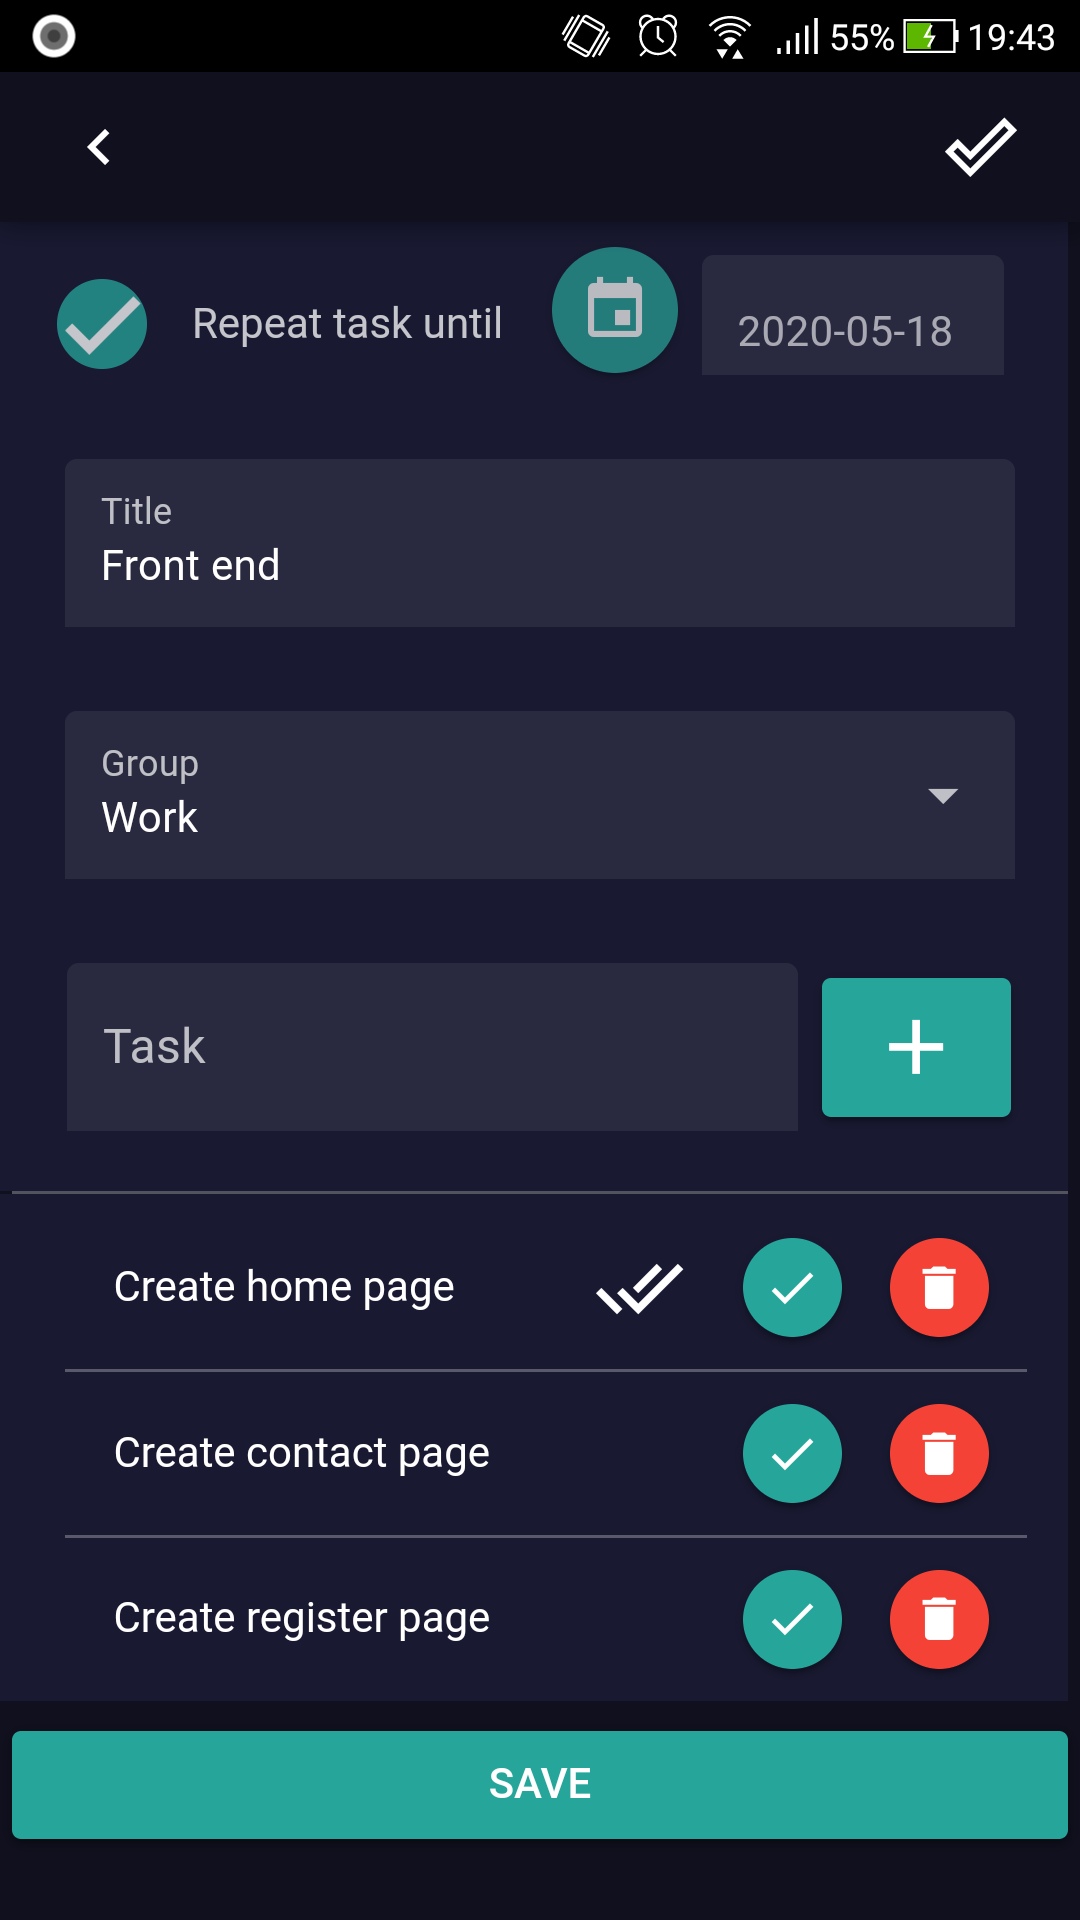 55% 19:43
Repeat task until 2020-05-18
Title
Front end
Group
Work
Task
Create home page
Create contact page
Create register page
SAVE